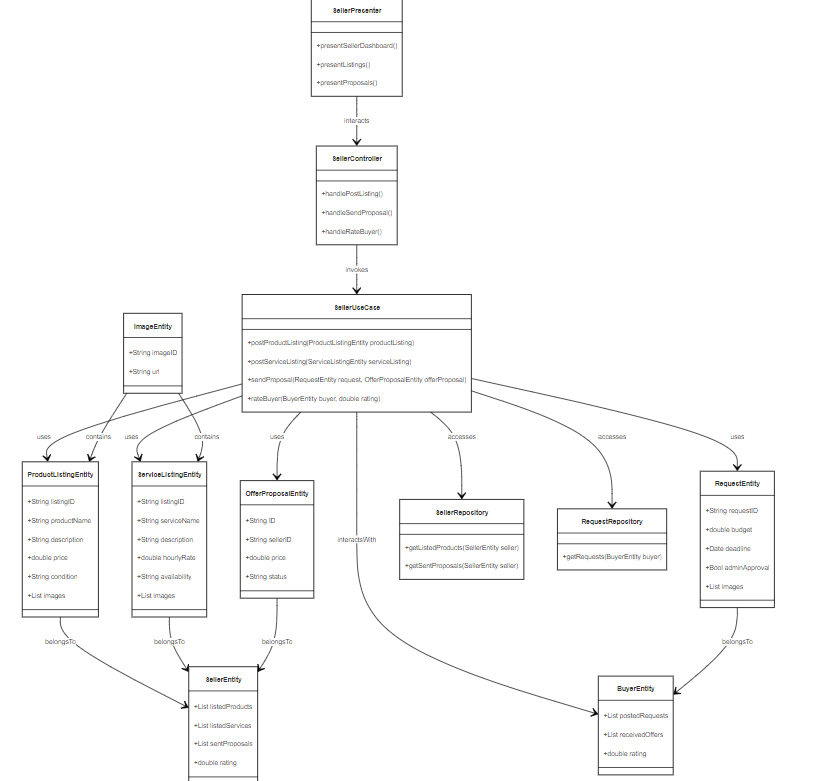 SellerPresenter
+presentSellerDashboard()
+presentListings()
+presentProposals()
interacts
SellerController
+handlePostListing()
+handleSendProposal()
+handleRateBuyer()
invokes
SellerUseCase
+postProductListing(ProductListingEntity productListing)
+postServiceListing(ServiceListingEntity serviceListing)
+sendProposal(RequestEntity request, OfferProposalEntity offerProposal)
+rateBuyer(BuyerEntity buyer, double rating)
ImageEntity
+String imageID
+String url
uses
contains
uses
contains
uses
accesses
accesses
uses
ProductListingEntity
+String listingID
+String productName
+String description
+double price
+String condition
+List images
ServiceListingEntity
+String listingID
+String serviceName
+String description
+double hourlyRate
+String availability
+List images
OfferProposalEntity
+String ID
+String sellerID
+double price
+String status
interactsWith
SellerRepository
+getListedProducts(SellerEntity seller)
+getSentProposals(SellerEntity seller)
RequestRepository
+getRequests(BuyerEntity buyer)
RequestEntity
+String requestID
+double budget
+Date deadline
+Bool adminApproval
+List images
belongsTo
belongsTo
belongsTo
belongsTo
SellerEntity
+List listedProducts
+List listedServices
+List sentProposals
+double rating
BuyerEntity
+List postedRequests
+List receivedOffers
+double rating